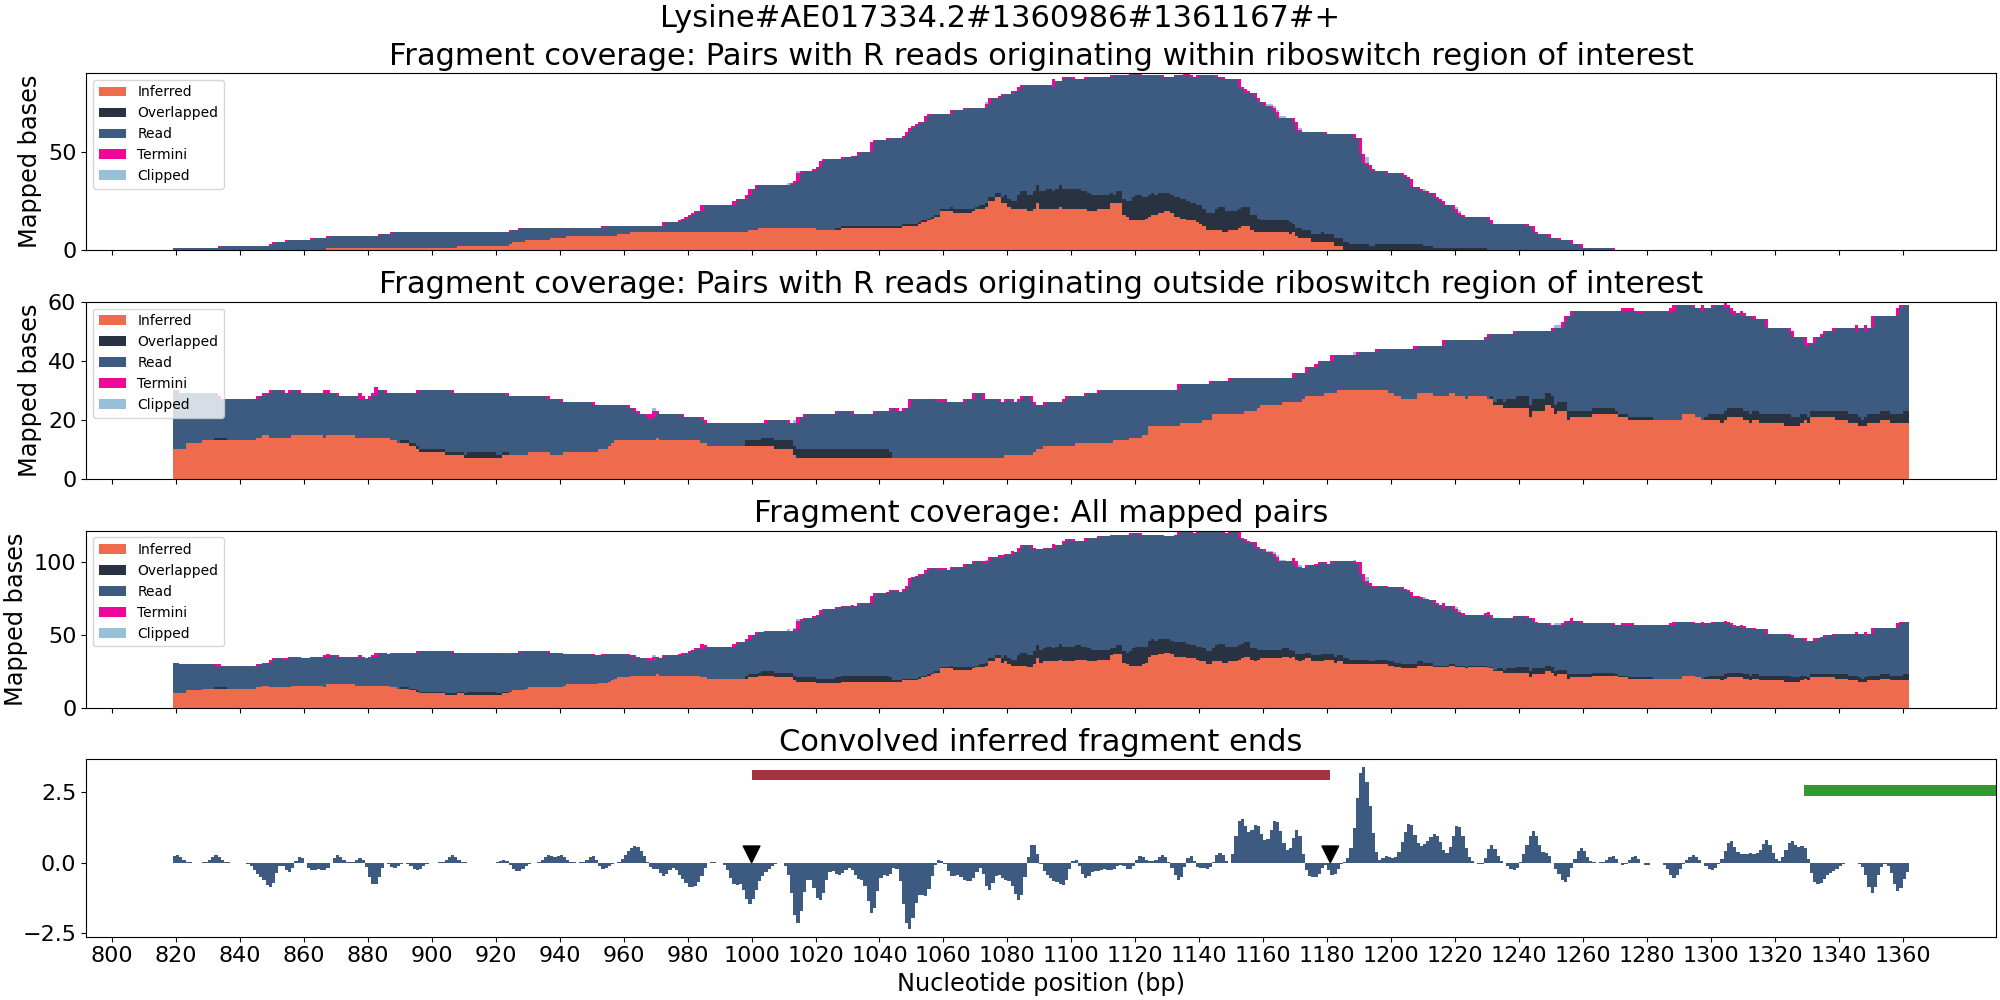 Lysine#AE017334.2#1360986#1361167#+
Fragment coverage: Pairs with R reads originating within riboswitch region of interest
Mapped bases
50
0
Inferred
Overlapped
Read
Termini
Clipped
Fragment coverage: Pairs with R reads originating outside riboswitch region of interest
Mapped bases
60
40
20
0
Inferred
Overlapped
Read
Termini
Clipped
Fragment coverage: All mapped pairs
Mapped bases
100
50
0
Inferred
Overlapped
Read
Termini
Clipped
Convolved inferred fragment ends
2.5
0.0
−2.5
800 820 840 860 880 900 920 940 960 980 1000 1020 1040 1060 1080 1100 1120 1140 1160 1180 1200 1220 1240 1260 1280 1300 1320 1340 1360
Nucleotide position (bp)